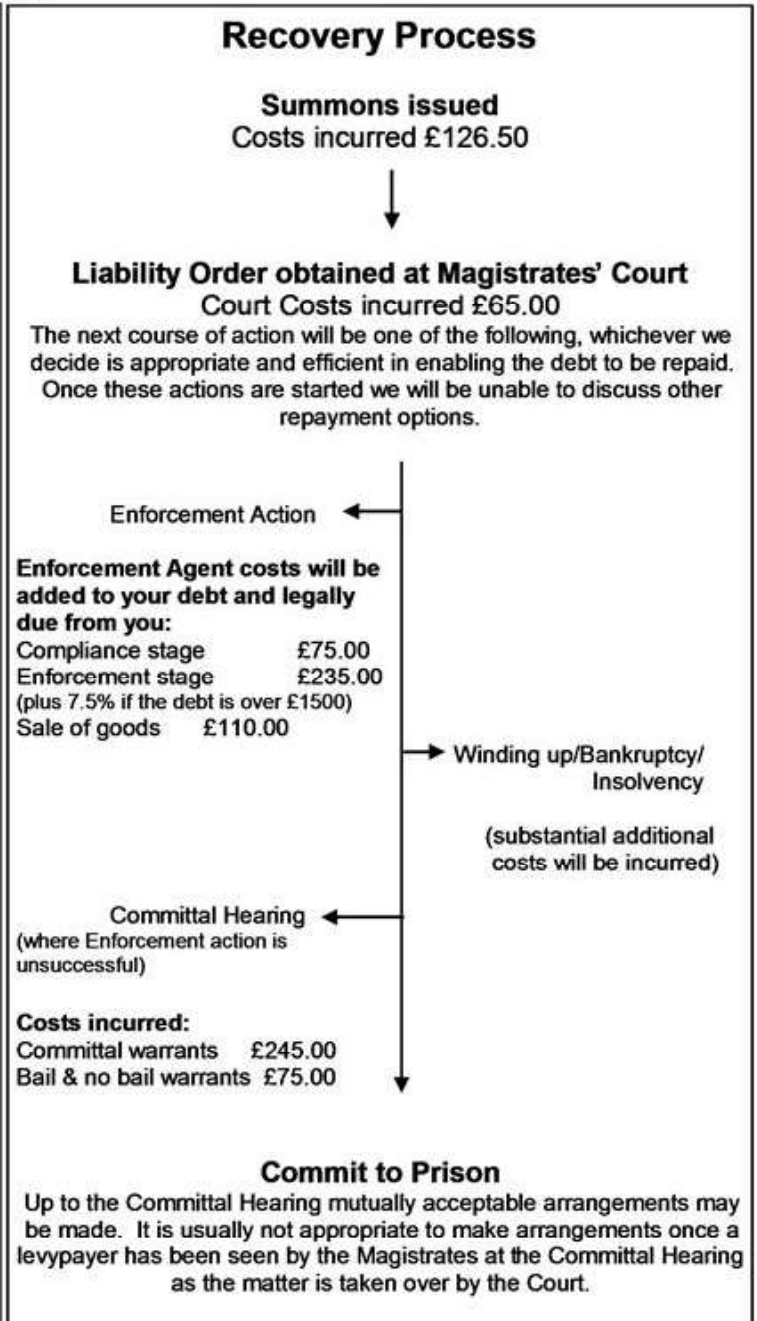 Recovery Process
Summons issued
Costs incurred £126.50
Liability Order obtained at Magistrates' Court
Court Costs incurred £65.00
The next course of action will be one of the following, whichever we
decide is appropriate and efficient in enabling the debt to be repaid.
Once these actions are started we will be unable to discuss other
repayment options.
Enforcement Action
Enforcement Agent costs will be
added to your debt and legally
due from you:
Compliance stage £75.00
Enforcement stage £235.00
(plus 7.5% if the debt is over £1500)
Sale of goods £110.00
Winding up/Bankruptcy/
Insolvency
(substantial additional
costs will be incurred)
Committal Hearing
(where Enforcement action is
unsuccessful)
Costs incurred:
Committal warrants £245.00
Bail & no bail warrants £75.00
Commit to Prison
Up to the Committal Hearing mutually acceptable arrangements may
be made. It is usually not appropriate to make arrangements once a
levypayer has been seen by the Magistrates at the Committal Hearing
as the matter is taken over by the Court.